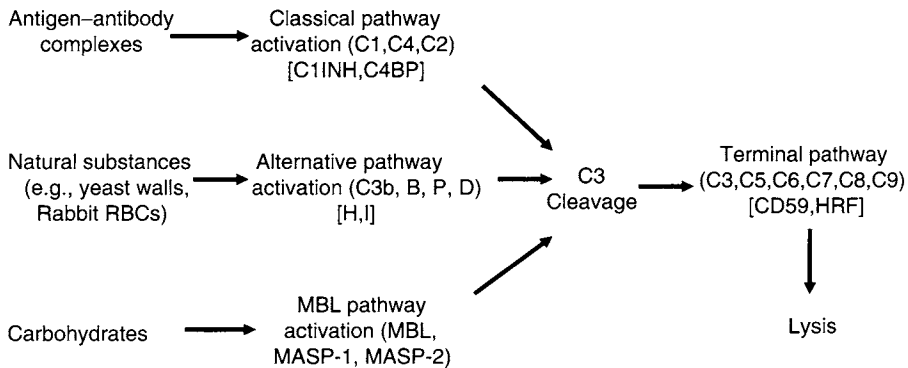 Antigen–antibody
complexes
Classical pathway
activation (C1,C4,C2)
[C1INH,C4BP]
Natural substances
(e.g., yeast walls,
Rabbit RBCs)
Alternative pathway
activation (C3b, B, P, D)
[H,I]
Carbohydrates
MBL pathway
activation (MBL,
MASP-1, MASP-2)
C3
Cleavage
Terminal pathway
(C3,C5,C6,C7,C8,C9)
[CD59,HRF]
Lysis